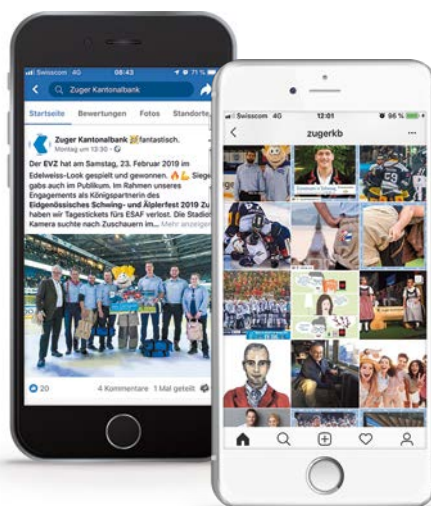 Swisscom 4G 08:43 71 %
Zuger Kantonalbank
Startseite Bewertungen Fotos Standorte
Zuger Kantonalbank fantastisch.
Montag um 13:30
Der EVZ hat am Samstag, 23. Februar 2019 im
Edelweiss-Look gespielt und gewonnen. Siege
gabs auch im Publikum. Im Rahmen unseres
Engagements als Königspartnerin des
Eidgenössisches Schwing- und Älplerfest 2019 Zu
haben wir Tagestickets fürs ESAF verlost. Die Stadio
Kamera suchte nach Zuschauern im... Mehr anzeigen
20 4 Kommentare 1 Mal geteilt
Swisscom 4G 12:01 96 %
zugerkb